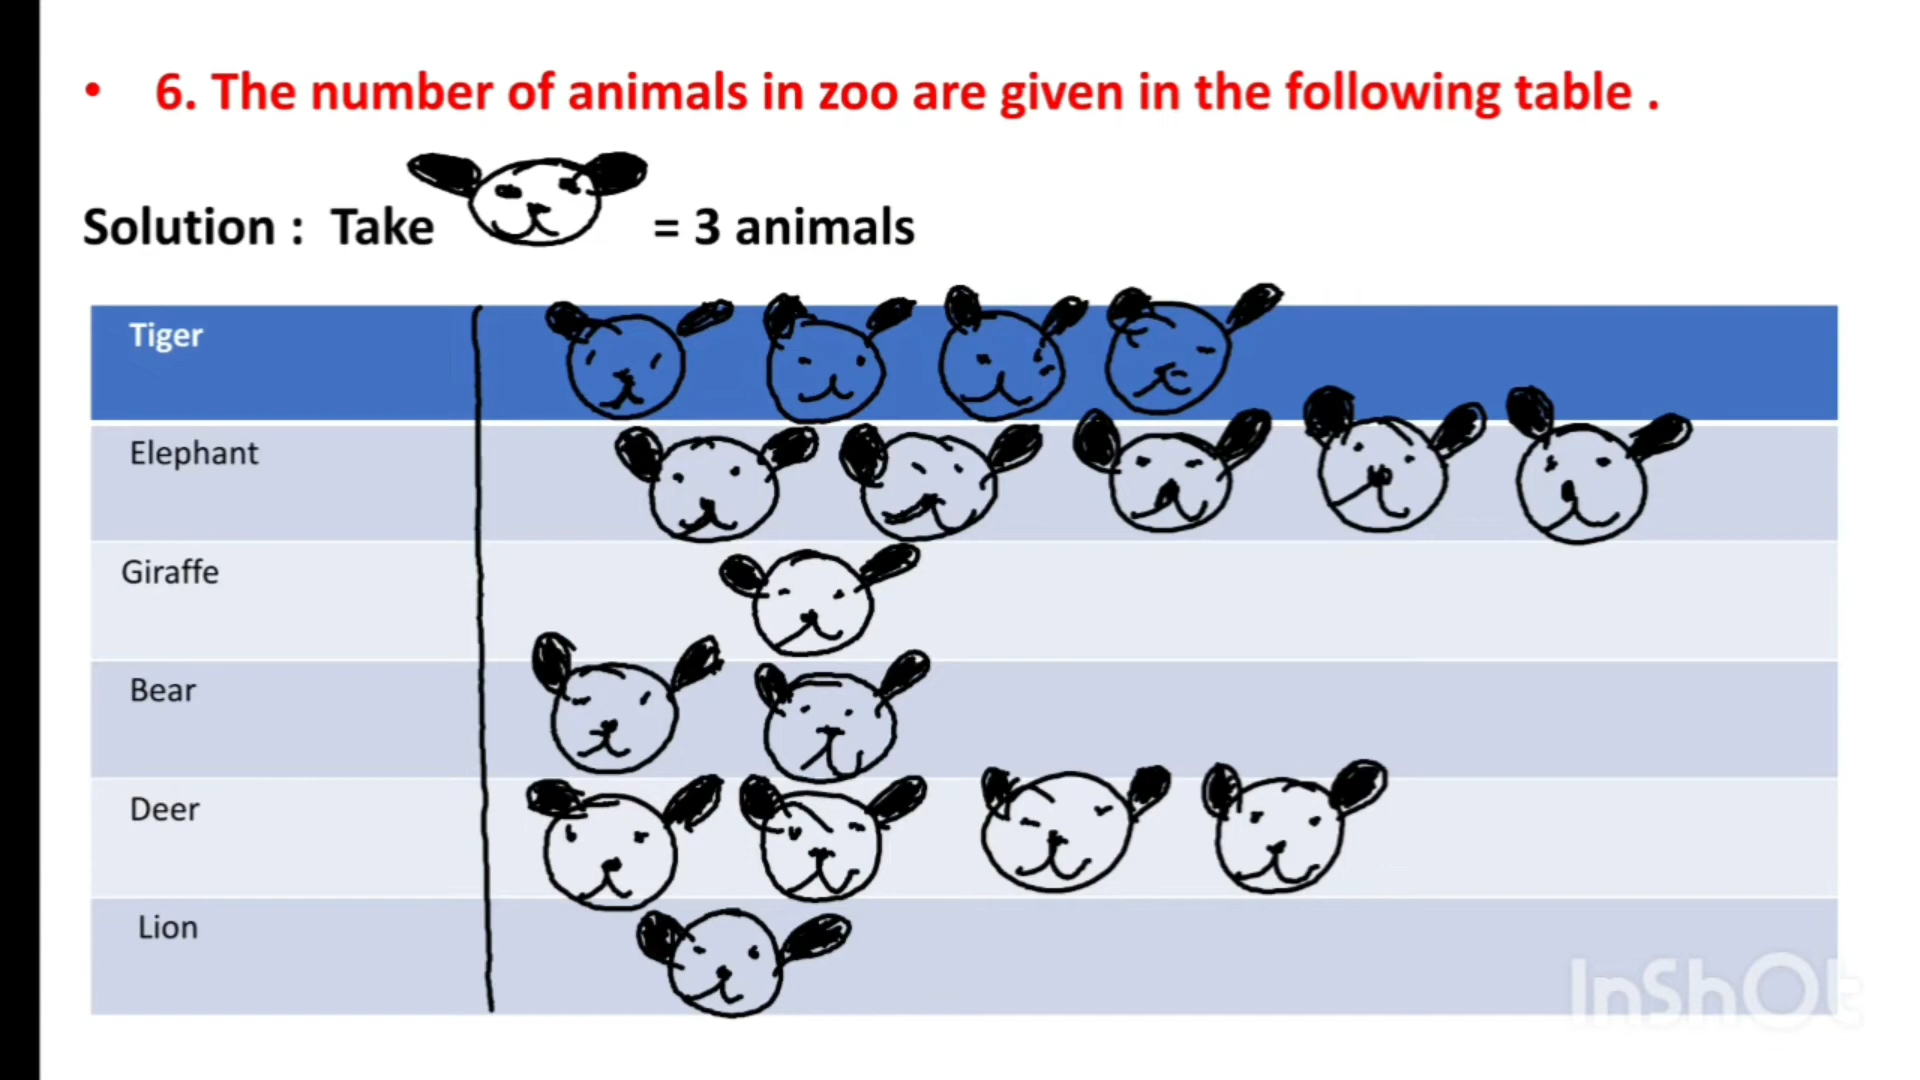 • 6. The number of animals in zoo are given in the following table .
Solution : Take = 3 animals
Tiger
Elephant
Giraffe
Bear
Deer
Lion
InShOt